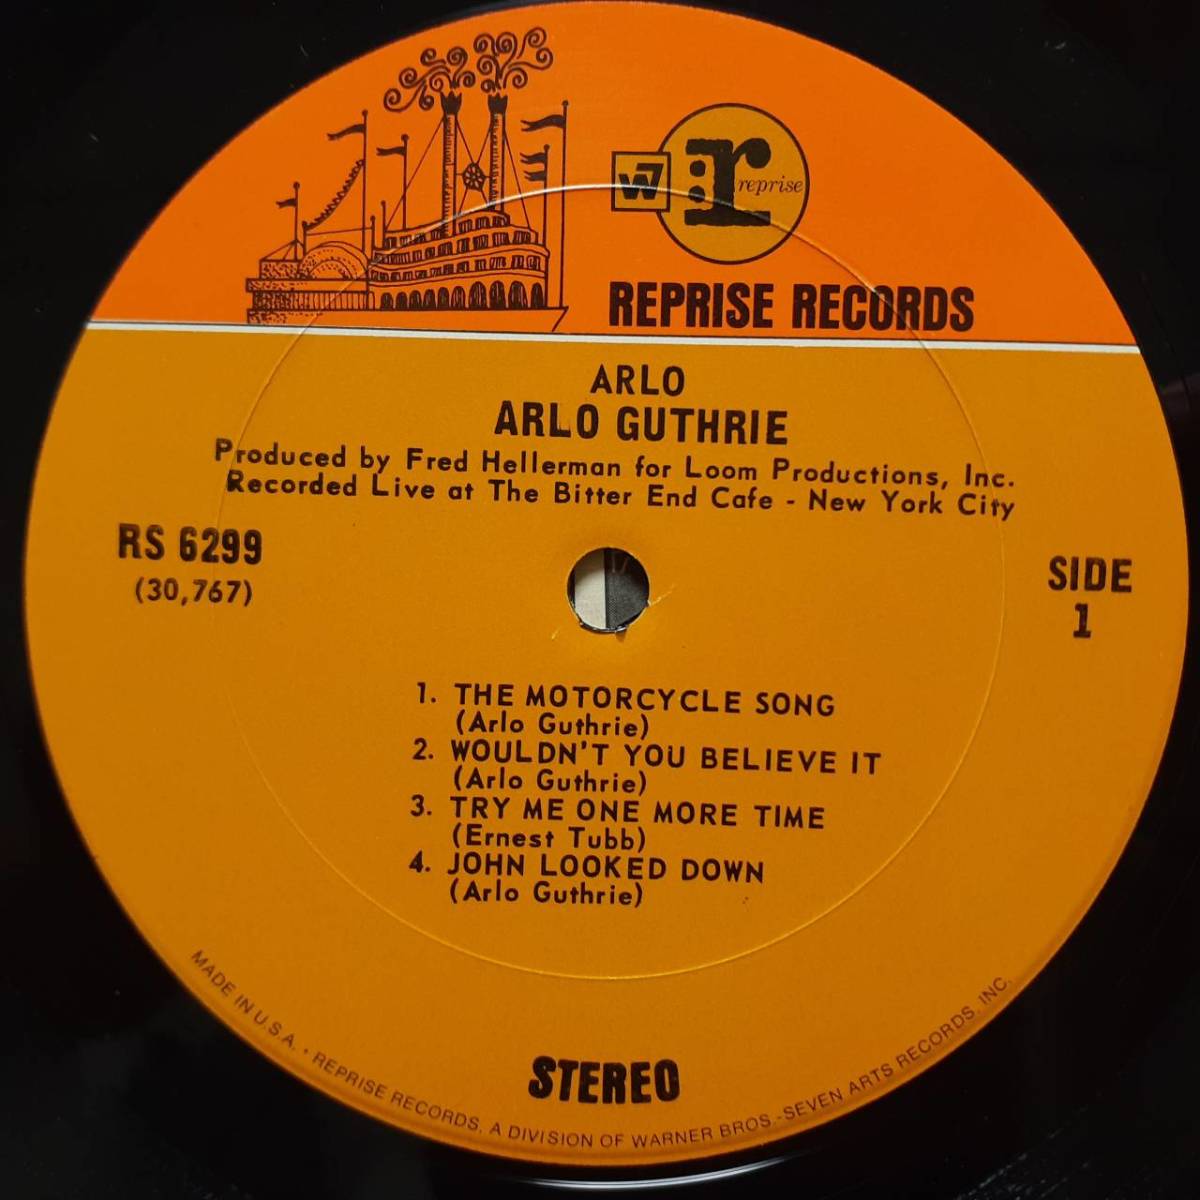 W7
r
reprise
REPRISE RECORDS
ARLO
ARLO GUTHRIE
Produced by Fred Hellerman for Loom Productions, Inc.
Recorded Live at The Bitter End Cafe - New York City
RS 6299
(30,767)
SIDE
1
1. THE MOTORCYCLE SONG
(Arlo Guthrie)
2. WOULDN'T YOU BELIEVE IT
(Arlo Guthrie)
3. TRY ME ONE MORE TIME
(Ernest Tubb)
4. JOHN LOOKED DOWN
(Arlo Guthrie)
STEREO
MADE IN U.S.A. • REPRISE RECORDS, A DIVISION OF WARNER BROS.-SEVEN ARTS RECORDS, INC.